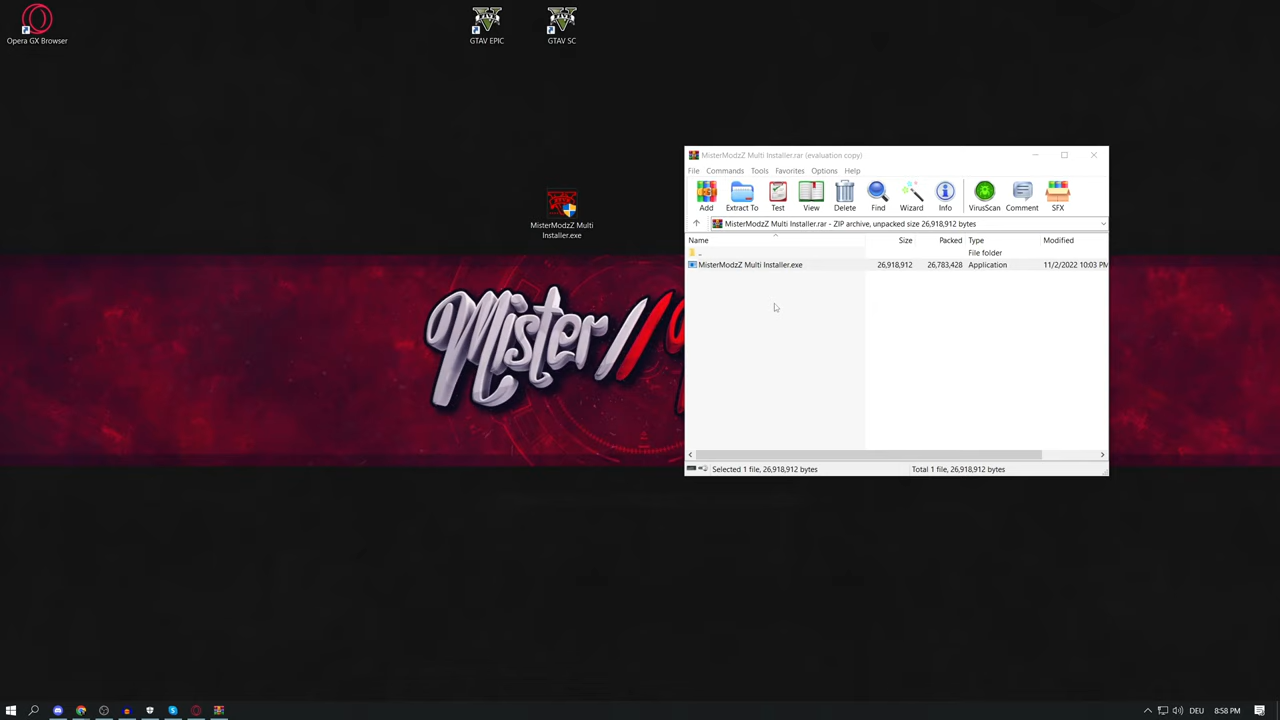 Opera GX Browser
GTAV EPIC
GTAV SC
MisterModzZ Multi
Installer.exe
Mister//
MisterModzZ Multi Installer.rar (evaluation copy)
File Commands Tools Favorites Options Help
Add Extract To Test View Delete Find Wizard Info VirusScan Comment SFX
MisterModzZ Multi Installer.rar - ZIP archive, unpacked size 26,918,912 bytes
Name Size Packed Type Modified
.. File folder
MisterModzZ Multi Installer.exe 26,918,912 26,783,428 Application 11/2/2022 10:03 PM
Selected 1 file, 26,918,912 bytes Total 1 file, 26,918,912 bytes
DEU 8:58 PM